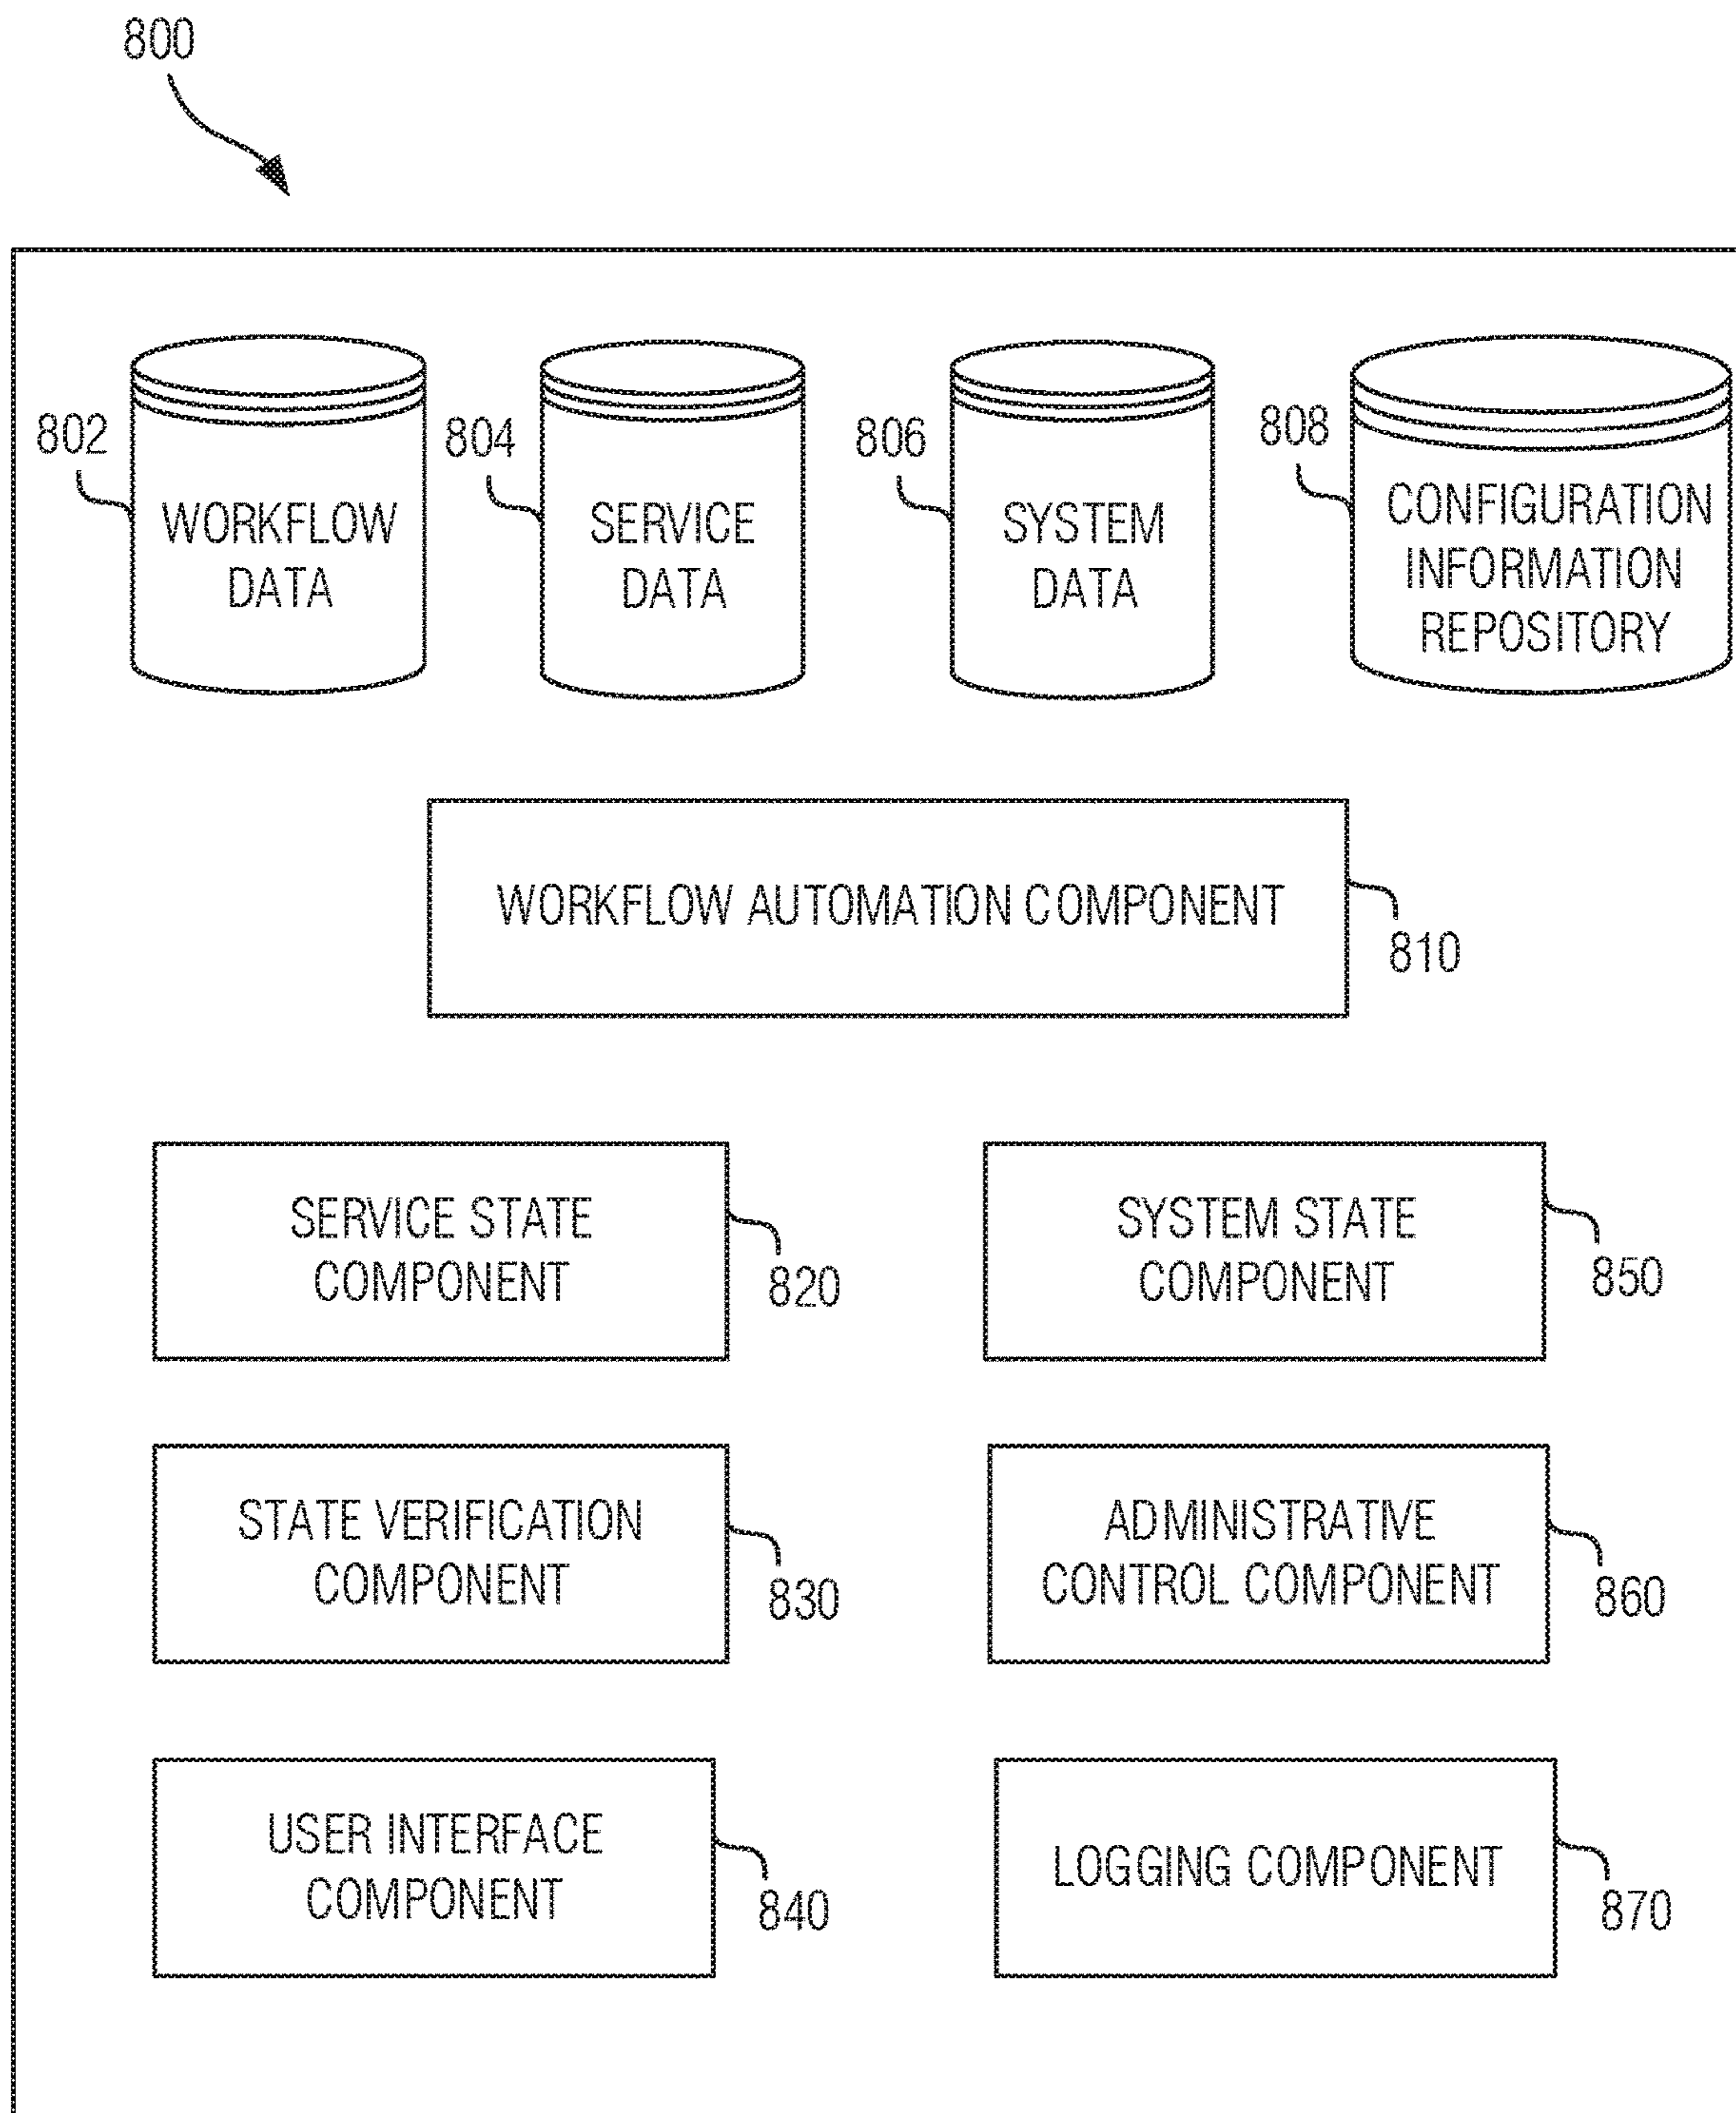 800
802
WORKFLOW
DATA
804
SERVICE
DATA
806
SYSTEM
DATA
808
CONFIGURATION
INFORMATION
REPOSITORY
WORKFLOW AUTOMATION COMPONENT
810
SERVICE STATE
COMPONENT
820
SYSTEM STATE
COMPONENT
850
STATE VERIFICATION
COMPONENT
830
ADMINISTRATIVE
CONTROL COMPONENT
860
USER INTERFACE
COMPONENT
840
LOGGING COMPONENT
870